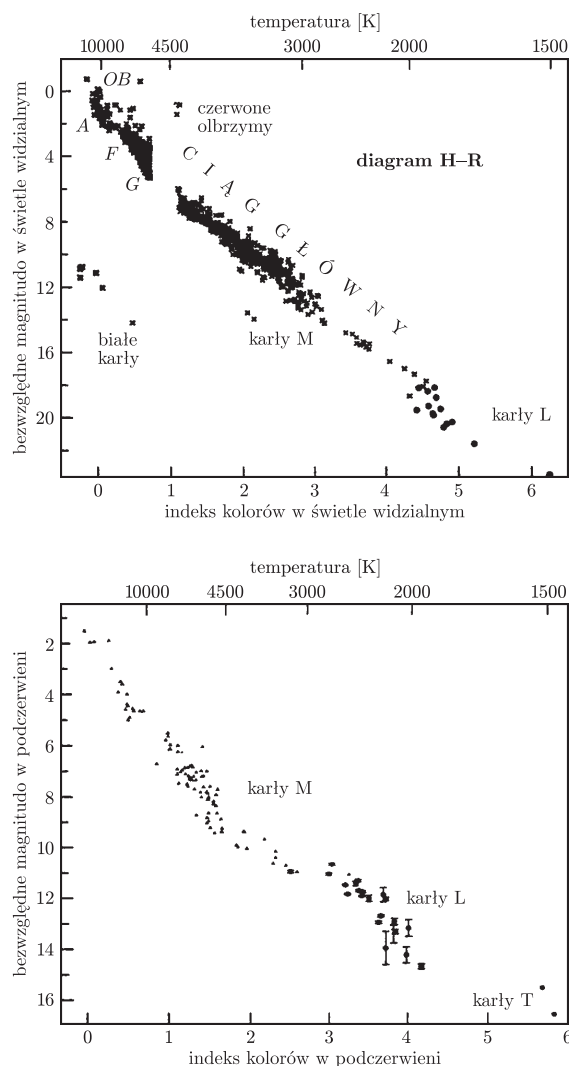 temperatura [K]
10000 4500 3000 2000 1500
bezwzględne magnitudo w świetle widzialnym
0
4
8
12
16
20
OB
A
F
G
czerwone
olbrzymy
diagram H–R
CIĄG GŁÓWNY
białe
karły
karły M
karły L
0 1 2 3 4 5 6
indeks kolorów w świetle widzialnym
temperatura [K]
10000 4500 3000 2000 1500
bezwzględne magnitudo w podczerwieni
2
4
6
8
10
12
14
16
karły M
karły L
karły T
0 1 2 3 4 5 6
indeks kolorów w podczerwieni